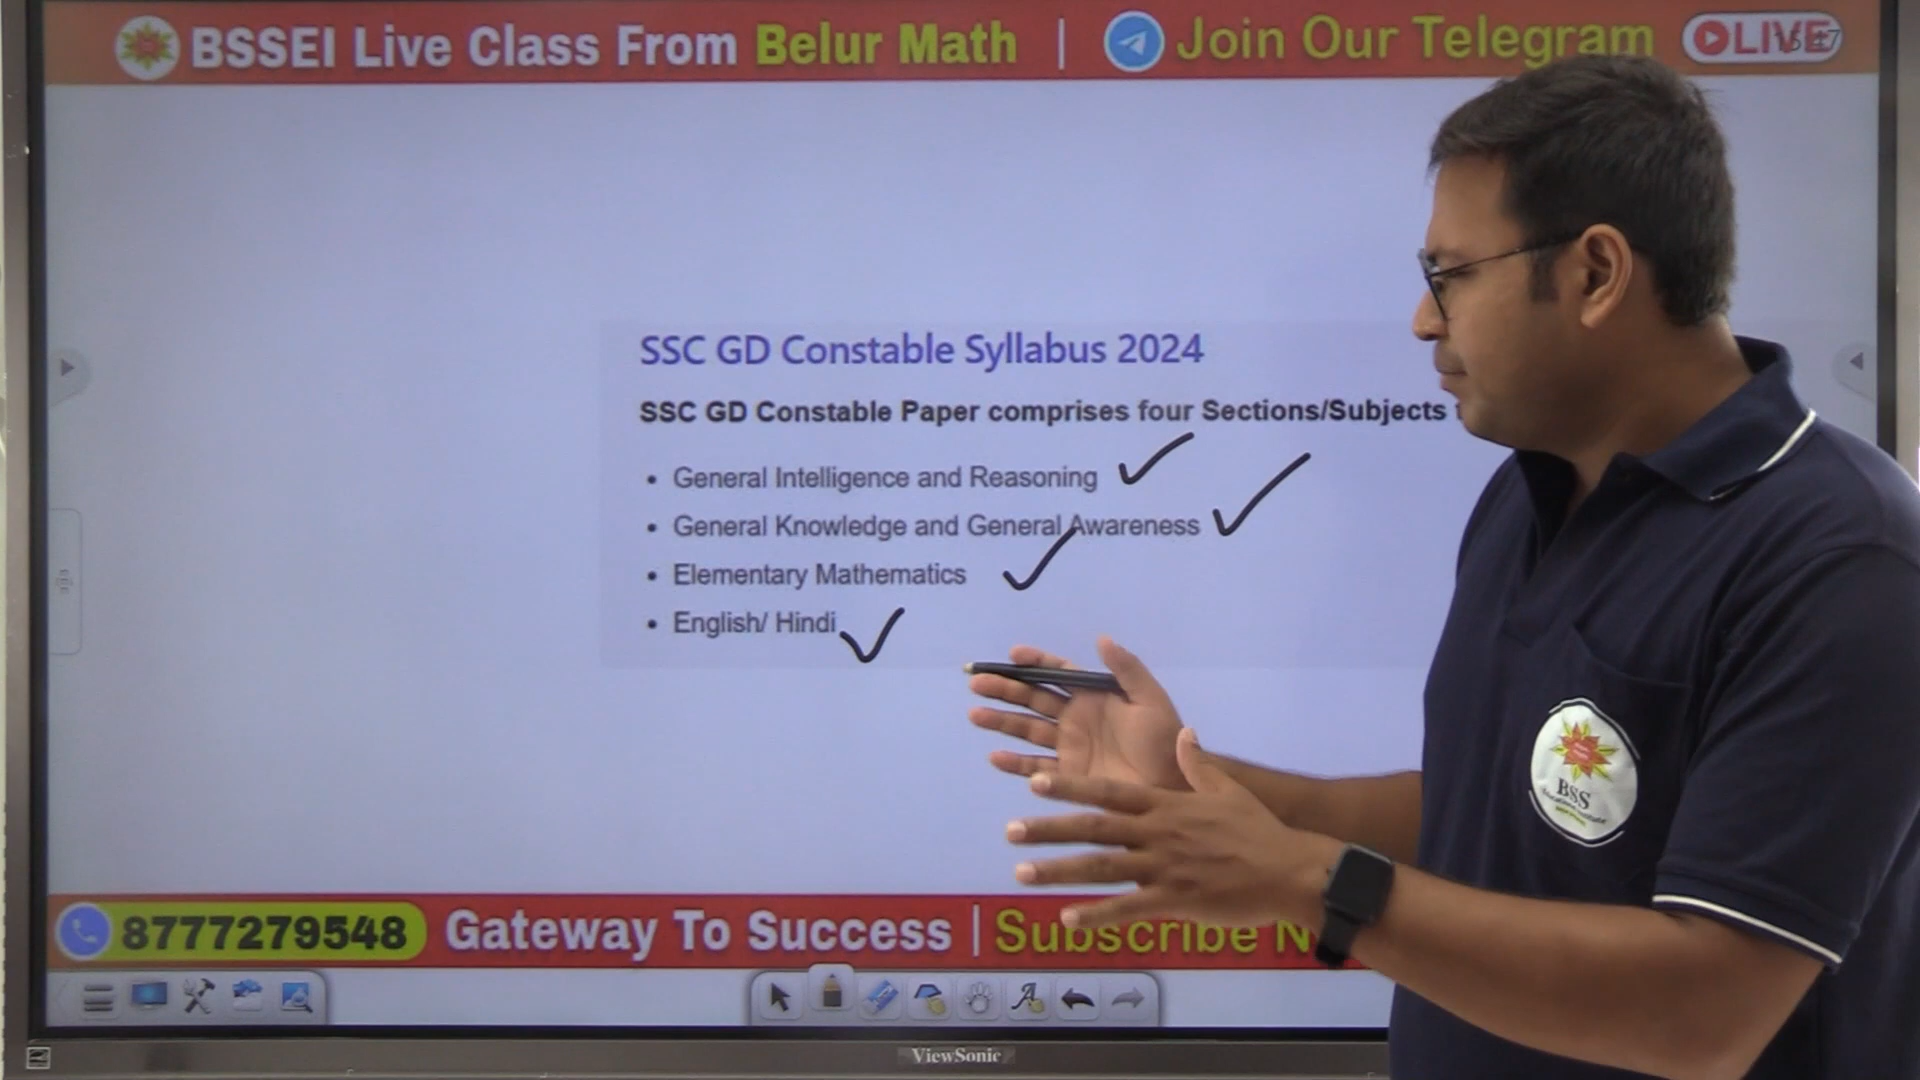 BSSEI Live Class From Belur Math | Join Our Telegram LIVE
SSC GD Constable Syllabus 2024
SSC GD Constable Paper comprises four Sections/Subjects
• General Intelligence and Reasoning
• General Knowledge and General Awareness
• Elementary Mathematics
• English/ Hindi
BSS
8777279548 Gateway To Success | Subscribe N
ViewSonic